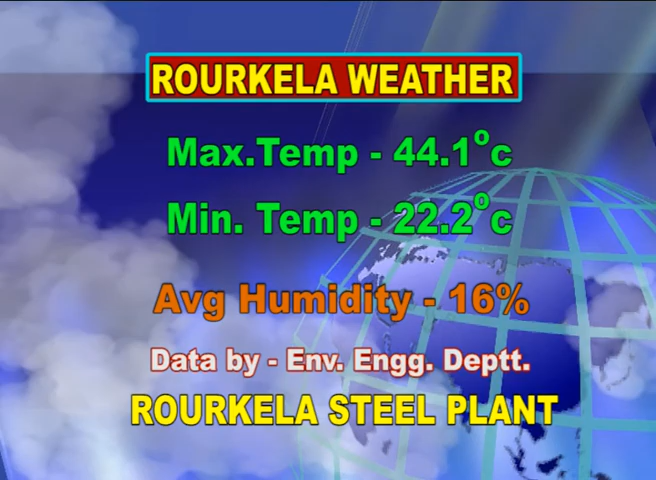 ROURKELA WEATHER
Max.Temp - 44.1°c
Min. Temp - 22.2°c
Avg Humidity - 16%
Data by - Env. Engg. Deptt.
ROURKELA STEEL PLANT